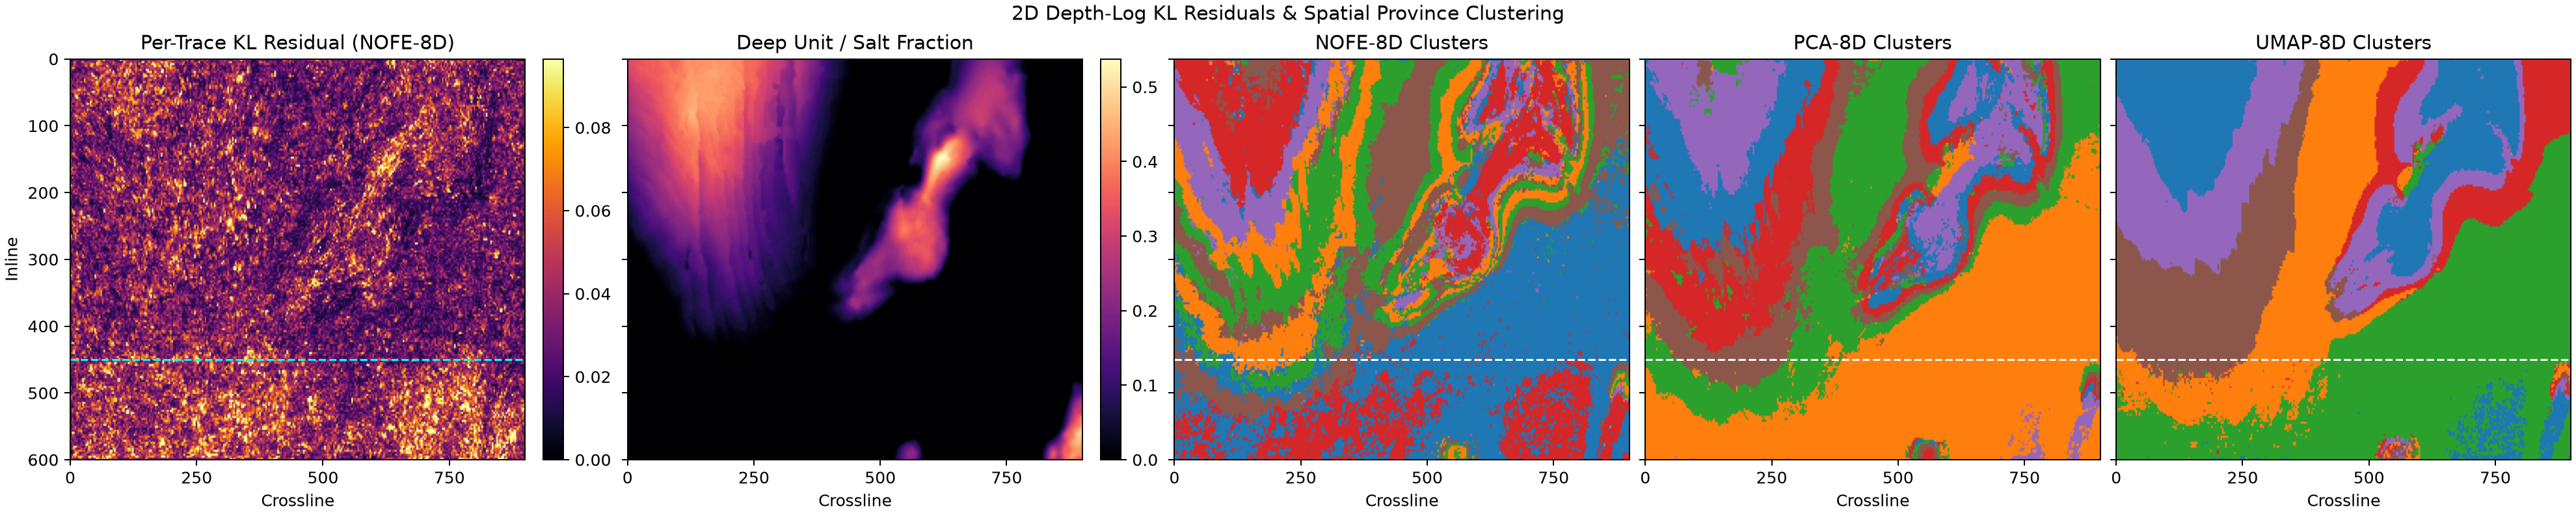 2D Depth-Log KL Residuals & Spatial Province Clustering
Per-Trace KL Residual (NOFE-8D)
Deep Unit / Salt Fraction
NOFE-8D Clusters
PCA-8D Clusters
UMAP-8D Clusters
0
100
200
300
400
500
600
Inline
0 250 500 750
Crossline
0.08
0.06
0.04
0.02
0.00
0 250 500 750
Crossline
0.5
0.4
0.3
0.2
0.1
0.0
0 250 500 750
Crossline
0 250 500 750
Crossline
0 250 500 750
Crossline